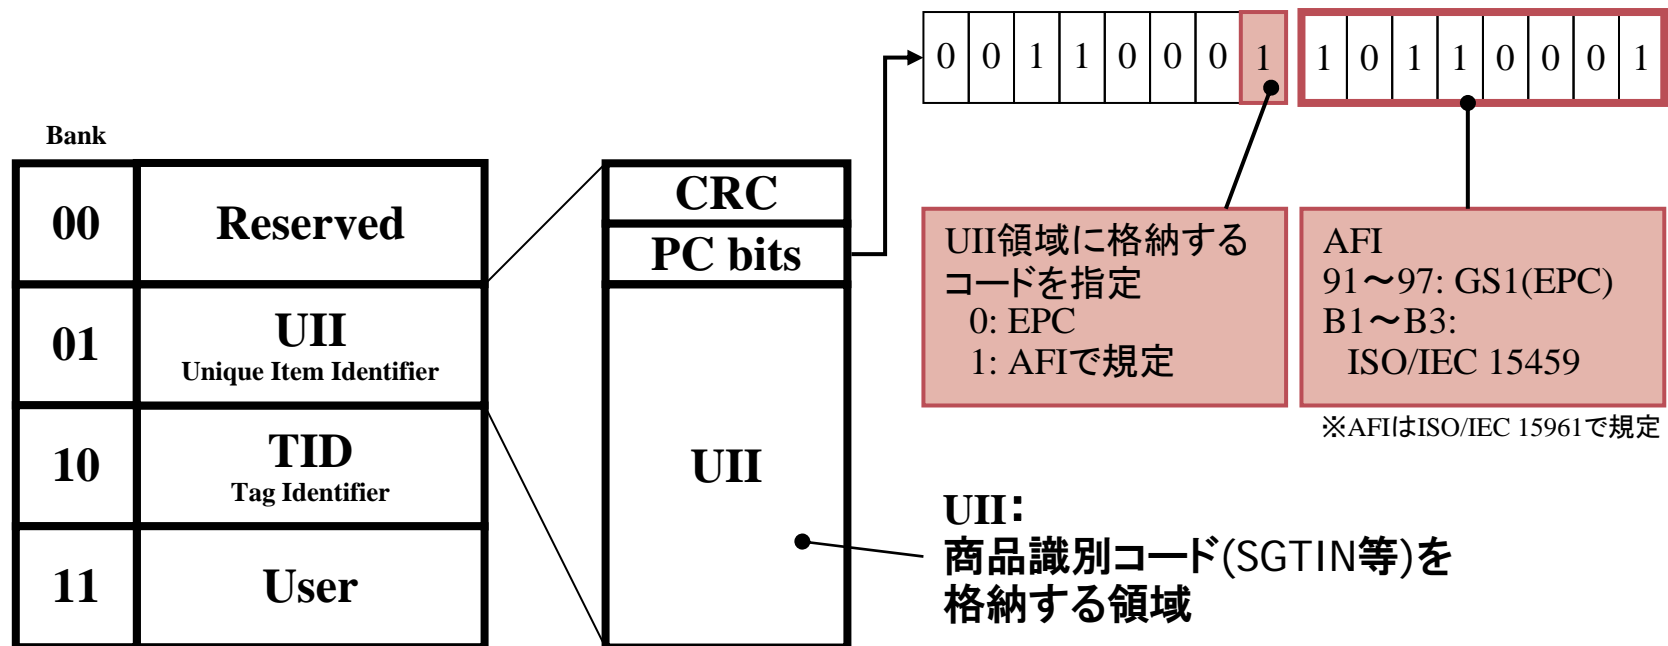 0 0 1 1 0 0 0 1 1 0 1 1 0 0 0 1
Bank
00 Reserved
01 UII
Unique Item Identifier
10 TID
Tag Identifier
11 User
CRC
PC bits
UII
UII領域に格納する
コードを指定
0: EPC
1: AFIで規定
AFI
91～97: GS1(EPC)
B1～B3:
ISO/IEC 15459
※AFIはISO/IEC 15961で規定
UII：
商品識別コード(SGTIN等)を
格納する領域